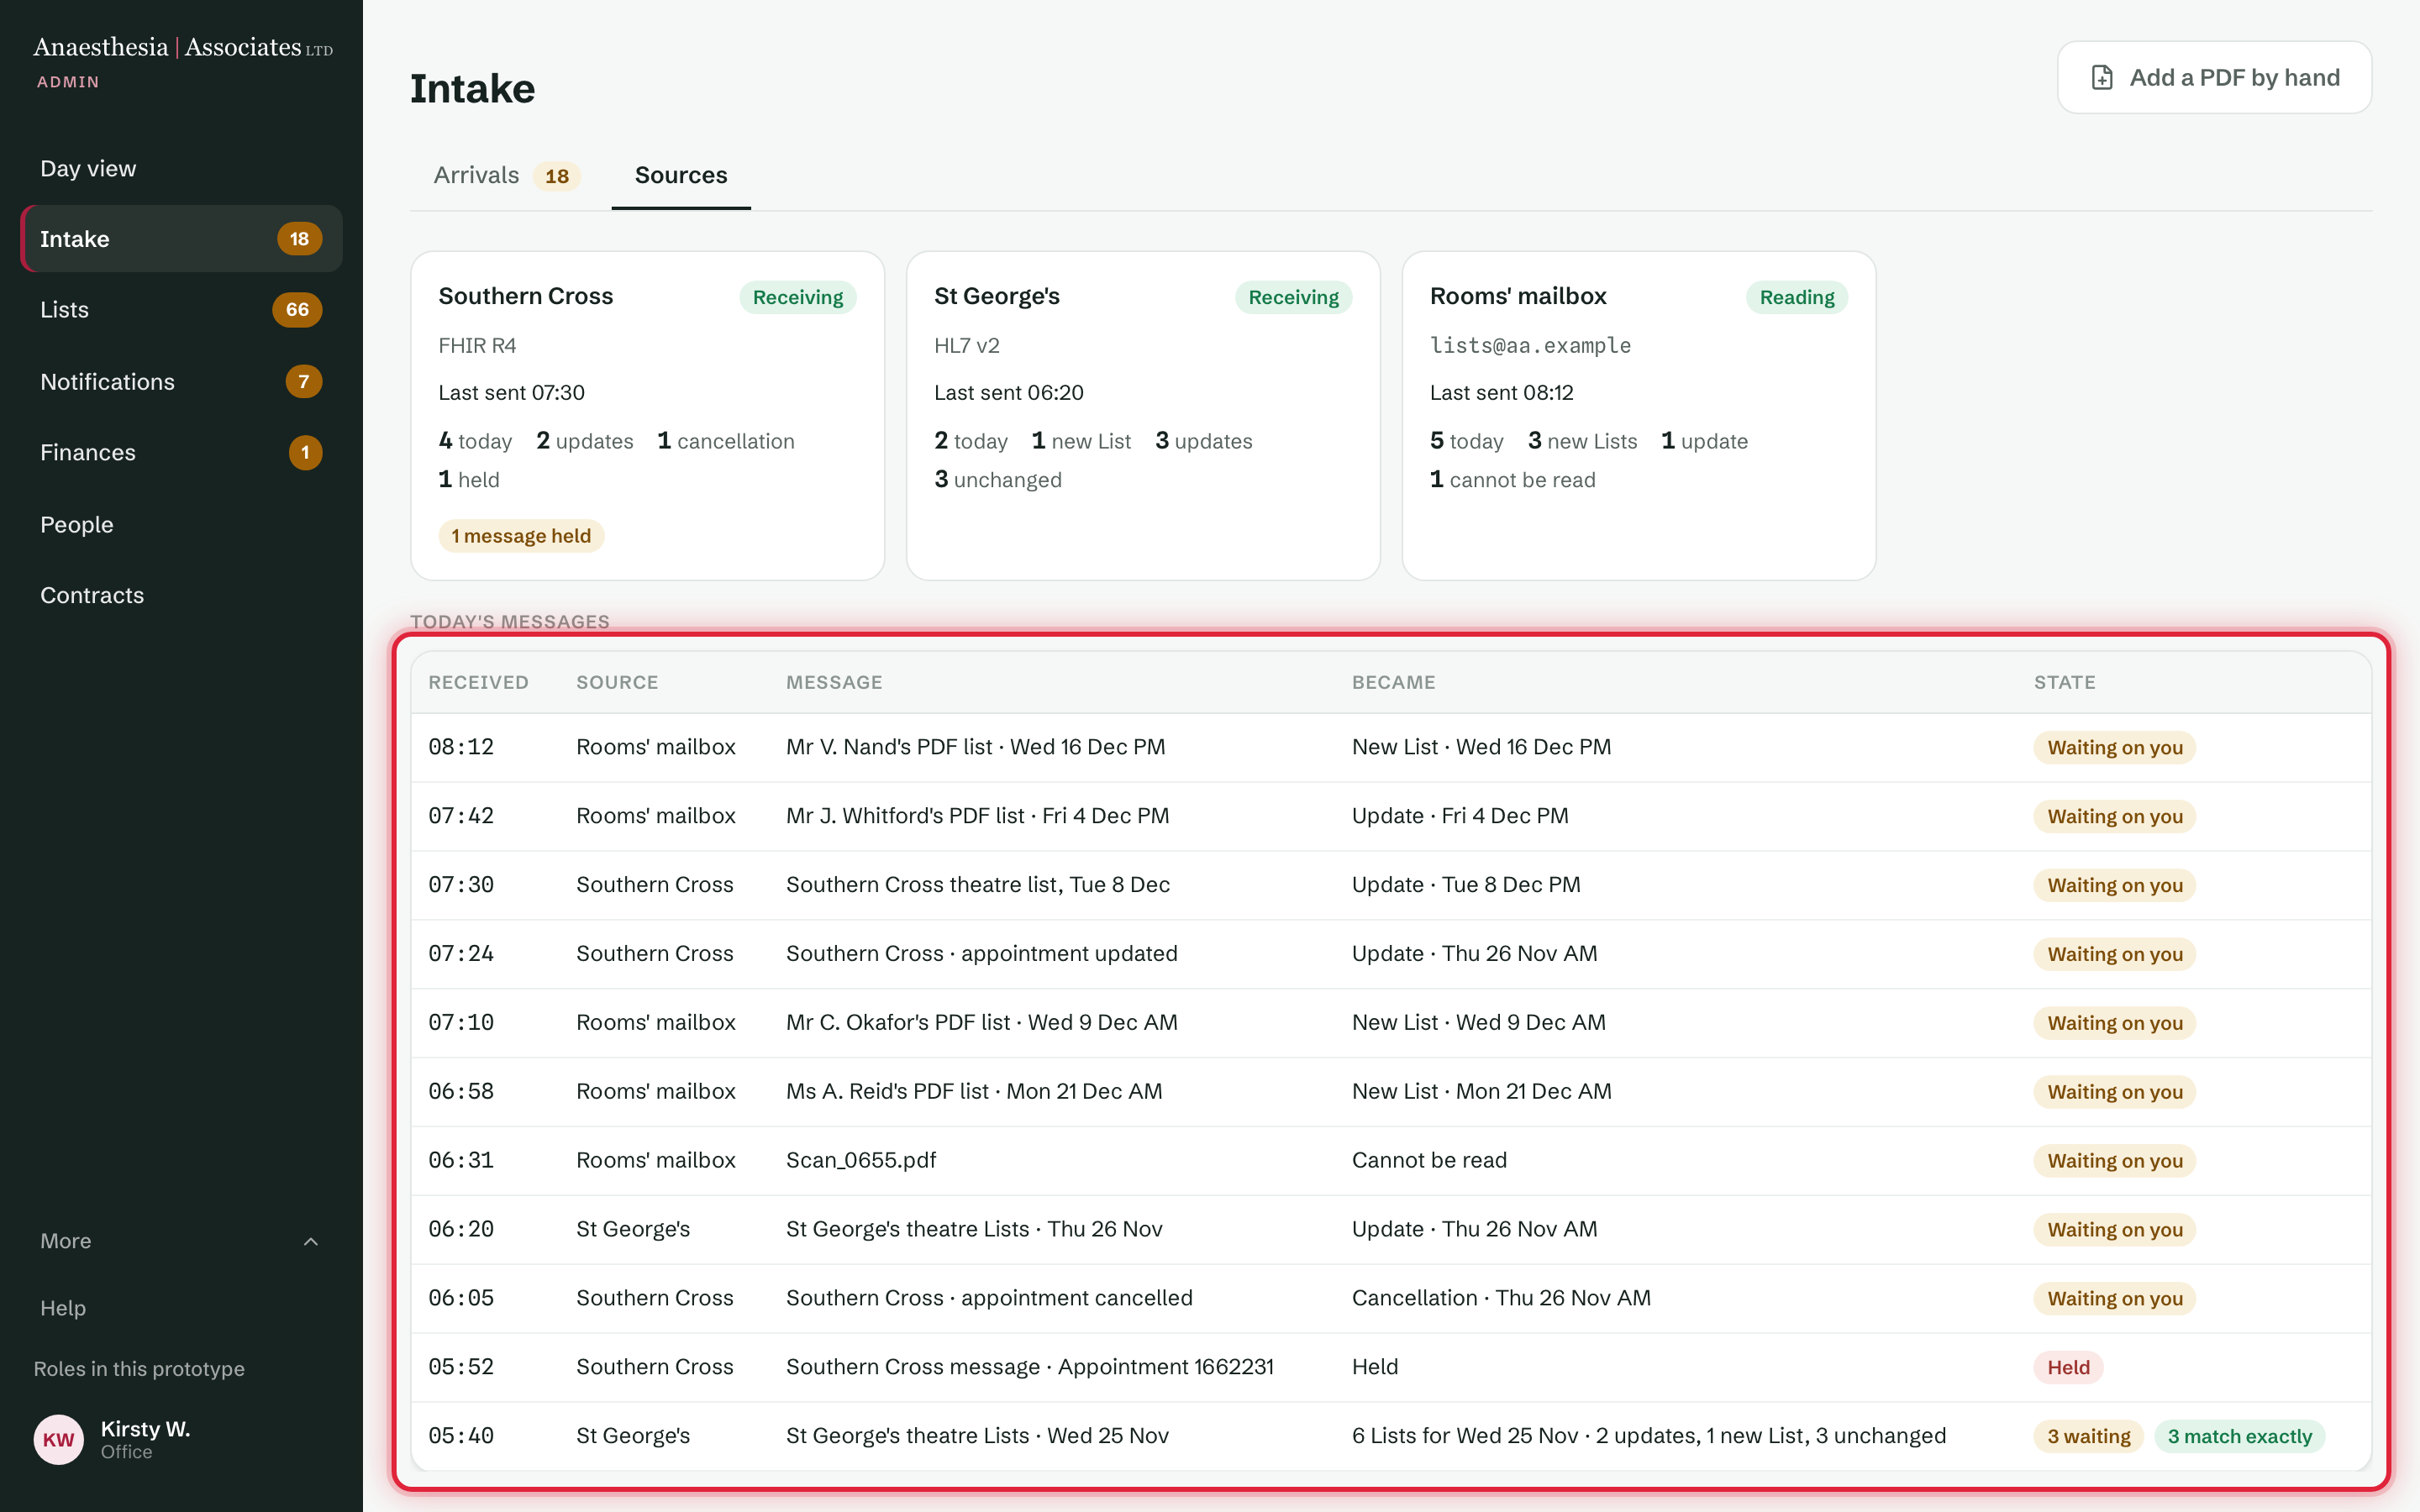 Anaesthesia | Associates LTD
ADMIN
Day view
Intake 18
Lists 66
Notifications 7
Finances 1
People
Contracts
More
Help
Roles in this prototype
KW
Kirsty W.
Office
Intake
Add a PDF by hand
Arrivals 18 Sources
Southern Cross Receiving
FHIR R4
Last sent 07:30
4 today 2 updates 1 cancellation
1 held
1 message held
St George's Receiving
HL7 v2
Last sent 06:20
2 today 1 new List 3 updates
3 unchanged
Rooms' mailbox Reading
lists@aa.example
Last sent 08:12
5 today 3 new Lists 1 update
1 cannot be read
TODAY'S MESSAGES
RECEIVED SOURCE MESSAGE BECAME STATE
08:12 Rooms' mailbox Mr V. Nand's PDF list · Wed 16 Dec PM New List · Wed 16 Dec PM Waiting on you
07:42 Rooms' mailbox Mr J. Whitford's PDF list · Fri 4 Dec PM Update · Fri 4 Dec PM Waiting on you
07:30 Southern Cross Southern Cross theatre list, Tue 8 Dec Update · Tue 8 Dec PM Waiting on you
07:24 Southern Cross Southern Cross · appointment updated Update · Thu 26 Nov AM Waiting on you
07:10 Rooms' mailbox Mr C. Okafor's PDF list · Wed 9 Dec AM New List · Wed 9 Dec AM Waiting on you
06:58 Rooms' mailbox Ms A. Reid's PDF list · Mon 21 Dec AM New List · Mon 21 Dec AM Waiting on you
06:31 Rooms' mailbox Scan_0655.pdf Cannot be read Waiting on you
06:20 St George's St George's theatre Lists · Thu 26 Nov Update · Thu 26 Nov AM Waiting on you
06:05 Southern Cross Southern Cross · appointment cancelled Cancellation · Thu 26 Nov AM Waiting on you
05:52 Southern Cross Southern Cross message · Appointment 1662231 Held Held
05:40 St George's St George's theatre Lists · Wed 25 Nov 6 Lists for Wed 25 Nov · 2 updates, 1 new List, 3 unchanged 3 waiting 3 match exactly